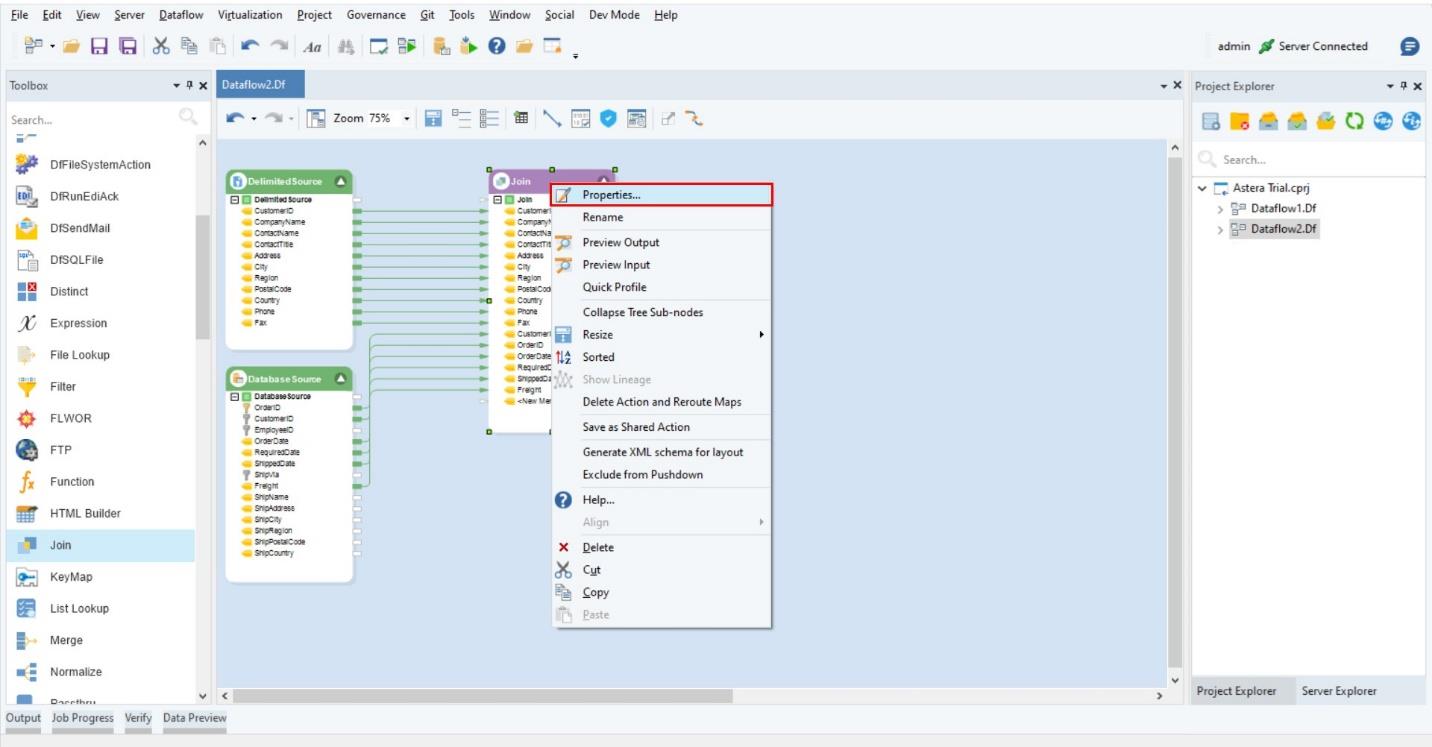 File Edit View Server Dataflow Virtualization Project Governance Git Tools Window Social Dev Mode Help
Aa
admin Server Connected
Toolbox
Search...
DfFileSystemAction
DfRunEdiAck
DfSendMail
DfSQLFile
Distinct
Expression
File Lookup
Filter
FLWOR
FTP
Function
HTML Builder
Join
KeyMap
List Lookup
Merge
Normalize
Passthru
Dataflow2.Df
Zoom 75%
DelimitedSource
DelimitedSource
CustomerID
CompanyName
ContactName
ContactTitle
Address
City
Region
PostalCode
Country
Phone
Fax
DatabaseSource
DatabaseSource
OrderID
CustomerID
EmployeeID
OrderDate
RequiredDate
ShippedDate
ShipVia
Freight
ShipName
ShipAddress
ShipCity
ShipRegion
ShipPostalCode
ShipCountry
Join
Join
Customer
Company
ContactNa
ContactTit
Address
City
Region
PostalCod
Country
Phone
Fax
Customer
OrderID
OrderDate
RequiredD
ShippedDa
Freight
<New Mem
Properties...
Rename
Preview Output
Preview Input
Quick Profile
Collapse Tree Sub-nodes
Resize
Sorted
Show Lineage
Delete Action and Reroute Maps
Save as Shared Action
Generate XML schema for layout
Exclude from Pushdown
Help...
Align
Delete
Cut
Copy
Paste
Project Explorer
Search...
Astera Trial.cprj
Dataflow1.Df
Dataflow2.Df
Project Explorer Server Explorer
Output Job Progress Verify Data Preview